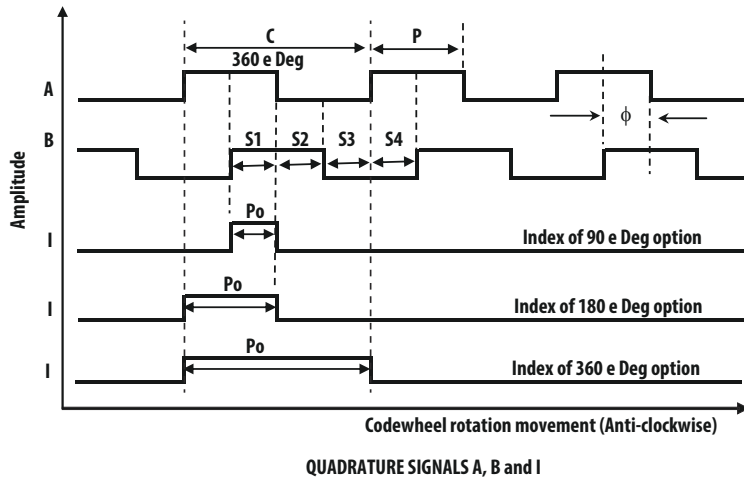 C
P
360 e Deg
A
ϕ
B
S1 S2 S3 S4
Amplitude
Po
I
Index of 90 e Deg option
Po
I
Index of 180 e Deg option
Po
I
Index of 360 e Deg option
Codewheel rotation movement (Anti-clockwise)
QUADRATURE SIGNALS A, B and I